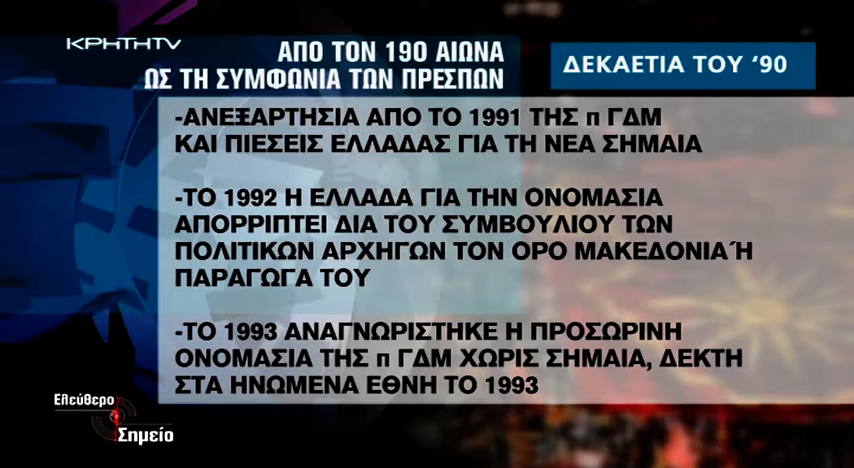 ΚΡΗΤΗTV
ΑΠΟ ΤΟΝ 19Ο ΑΙΩΝΑ
ΩΣ ΤΗ ΣΥΜΦΩΝΙΑ ΤΩΝ ΠΡΕΣΠΩΝ
ΔΕΚΑΕΤΙΑ ΤΟΥ ‘90
-ΑΝΕΞΑΡΤΗΣΙΑ ΑΠΟ ΤΟ 1991 ΤΗΣ π ΓΔΜ
ΚΑΙ ΠΙΕΣΕΙΣ ΕΛΛΑΔΑΣ ΓΙΑ ΤΗ ΝΕΑ ΣΗΜΑΙΑ
-ΤΟ 1992 Η ΕΛΛΑΔΑ ΓΙΑ ΤΗΝ ΟΝΟΜΑΣΙΑ
ΑΠΟΡΡΙΠΤΕΙ ΔΙΑ ΤΟΥ ΣΥΜΒΟΥΛΙΟΥ ΤΩΝ
ΠΟΛΙΤΙΚΩΝ ΑΡΧΗΓΩΝ ΤΟΝ ΟΡΟ ΜΑΚΕΔΟΝΙΑ Ή
ΠΑΡΑΓΩΓΑ ΤΟΥ
-ΤΟ 1993 ΑΝΑΓΝΩΡΙΣΤΗΚΕ Η ΠΡΟΣΩΡΙΝΗ
ΟΝΟΜΑΣΙΑ ΤΗΣ π ΓΔΜ ΧΩΡΙΣ ΣΗΜΑΙΑ, ΔΕΚΤΗ
ΣΤΑ ΗΝΩΜΕΝΑ ΕΘΝΗ ΤΟ 1993
Ελεύθερο
Σημείο